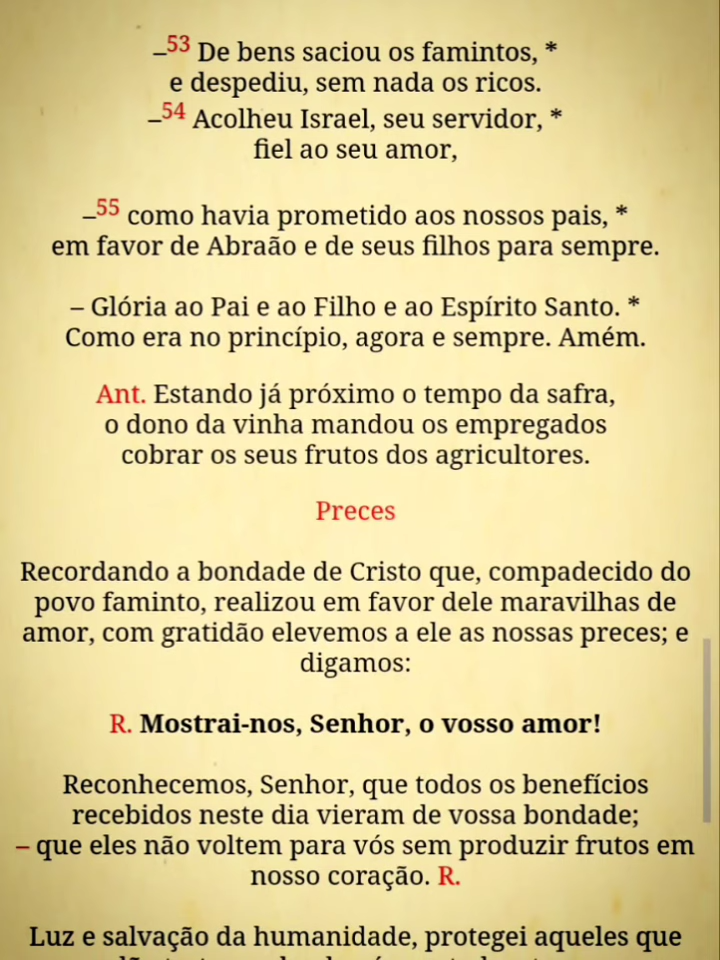 –53 De bens saciou os famintos, *
e despediu, sem nada os ricos.
–54 Acolheu Israel, seu servidor, *
fiel ao seu amor,
–55 como havia prometido aos nossos pais, *
em favor de Abraão e de seus filhos para sempre.
– Glória ao Pai e ao Filho e ao Espírito Santo. *
Como era no princípio, agora e sempre. Amém.
Ant. Estando já próximo o tempo da safra,
o dono da vinha mandou os empregados
cobrar os seus frutos dos agricultores.
Preces
Recordando a bondade de Cristo que, compadecido do
povo faminto, realizou em favor dele maravilhas de
amor, com gratidão elevemos a ele as nossas preces; e
digamos:
R. Mostrai-nos, Senhor, o vosso amor!
Reconhecemos, Senhor, que todos os benefícios
recebidos neste dia vieram de vossa bondade;
– que eles não voltem para vós sem produzir frutos em
nosso coração. R.
Luz e salvação da humanidade, protegei aqueles que